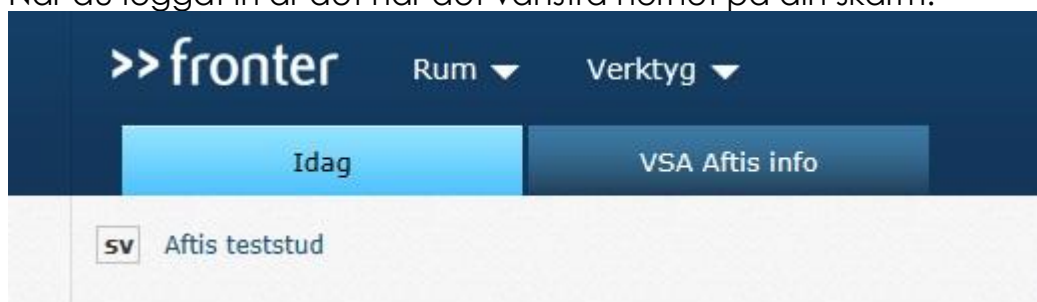 När du loggat in är det här det vänstra hörnet på din skärm:
>> fronter Rum Verktyg
Idag VSA Aftis info
sv Aftis teststud